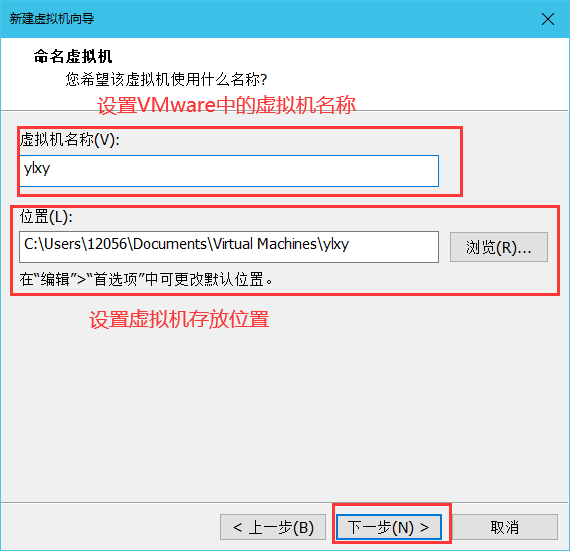 新建虚拟机向导
命名虚拟机
您希望该虚拟机使用什么名称?
设置VMware中的虚拟机名称
虚拟机名称(V):
ylxy
位置(L):
C:\Users\12056\Documents\Virtual Machines\ylxy
浏览(R)...
在“编辑”>“首选项”中可更改默认位置。
设置虚拟机存放位置
< 上一步(B)
下一步(N) >
取消